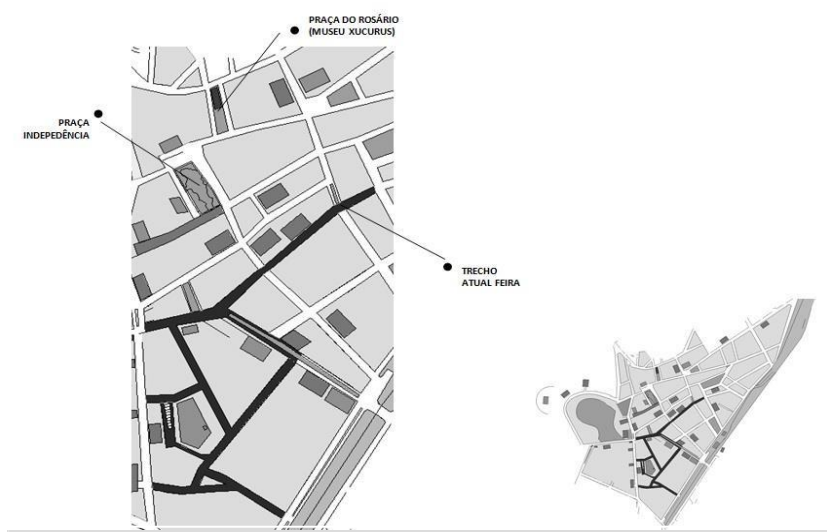 PRAÇA DO ROSÁRIO
(MUSEU XUCURUS)
PRAÇA
INDEPEDÊNCIA
TRECHO
ATUAL FEIRA